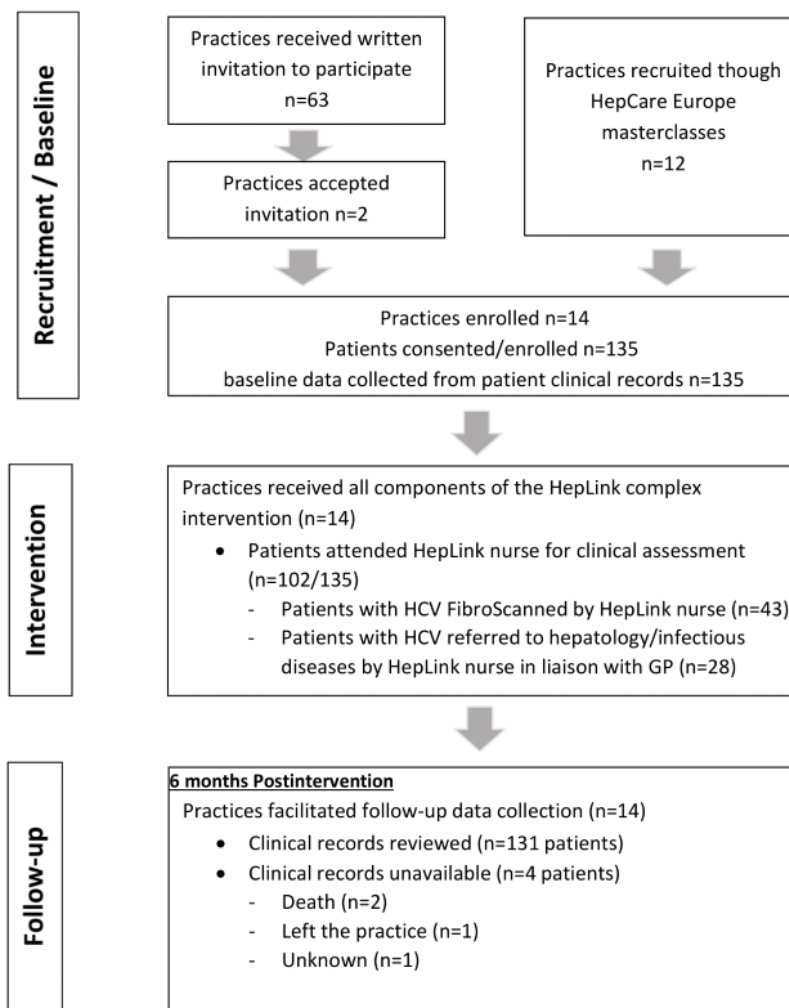 Recruitment / Baseline
Practices received written
invitation to participate
n=63
Practices recruited though
HepCare Europe
masterclasses
n=12
Practices accepted
invitation n=2
Practices enrolled n=14
Patients consented/enrolled n=135
baseline data collected from patient clinical records n=135
Intervention
Practices received all components of the HepLink complex
intervention (n=14)
• Patients attended HepLink nurse for clinical assessment
(n=102/135)
- Patients with HCV FibroScanned by HepLink nurse (n=43)
- Patients with HCV referred to hepatology/infectious
diseases by HepLink nurse in liaison with GP (n=28)
Follow-up
6 months Postintervention
Practices facilitated follow-up data collection (n=14)
• Clinical records reviewed (n=131 patients)
• Clinical records unavailable (n=4 patients)
- Death (n=2)
- Left the practice (n=1)
- Unknown (n=1)